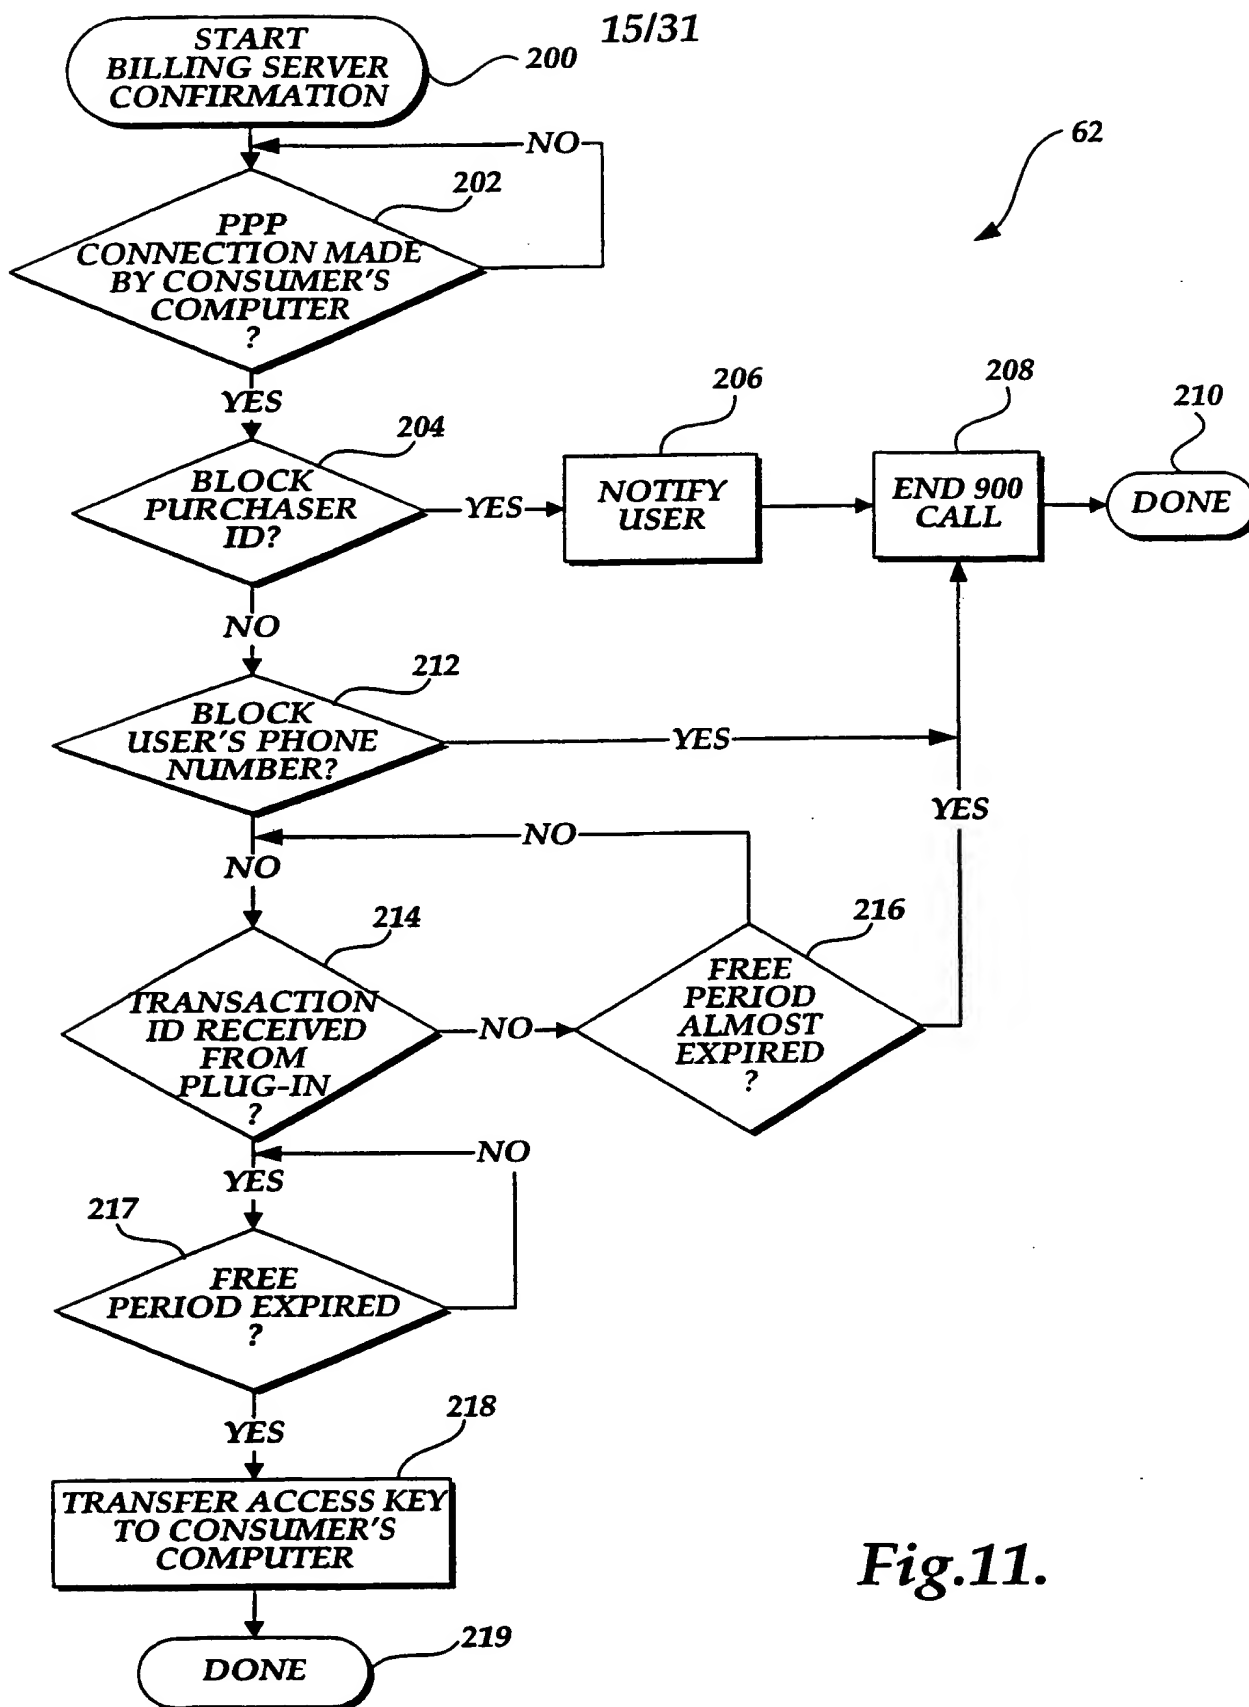 15/31
START
BILLING SERVER
CONFIRMATION
200
NO
62
202
PPP
CONNECTION MADE
BY CONSUMER'S
COMPUTER
?
YES
204
BLOCK
PURCHASER
ID?
YES
206
NOTIFY
USER
208
END 900
CALL
210
DONE
NO
212
BLOCK
USER'S PHONE
NUMBER?
YES
YES
NO
NO
214
TRANSACTION
ID RECEIVED
FROM
PLUG-IN
?
NO
216
FREE
PERIOD
ALMOST
EXPIRED
?
NO
YES
217
FREE
PERIOD EXPIRED
?
YES
218
TRANSFER ACCESS KEY
TO CONSUMER'S
COMPUTER
Fig.11.
219
DONE